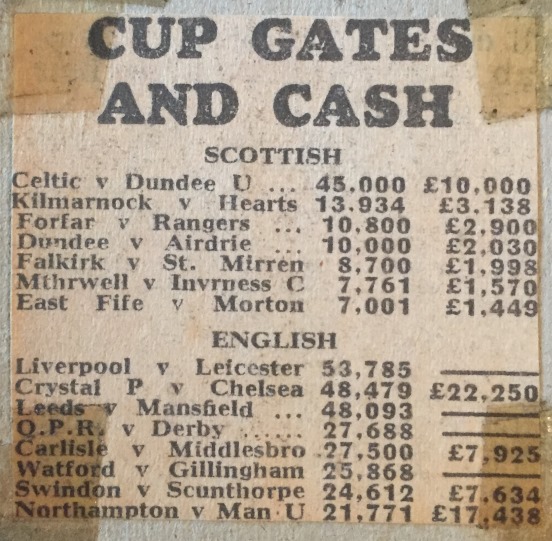 CUP GATES
AND CASH
SCOTTISH
Celtic v Dundee U ... 45,000 £10,000
Kilmarnock v Hearts 13,934 £3,138
Forfar v Rangers ... 10,800 £2,900
Dundee v Airdrie ... 10,000 £2,030
Falkirk v St. Mirren 8,700 £1,998
Mthrwell v Invrness C 7,761 £1,570
East Fife v Morton 7,001 £1,449
ENGLISH
Liverpool v Leicester 53,785
Crystal P v Chelsea 48,479 £22,250
Leeds v Mansfield ... 48,093
Q.P.R. v Derby ...... 27,688
Carlisle v Middlesbro 27,500 £7,925
Watford v Gillingham 25,868
Swindon v Scunthorpe 24,612 £7,634
Northampton v Man U 21,771 £17,438